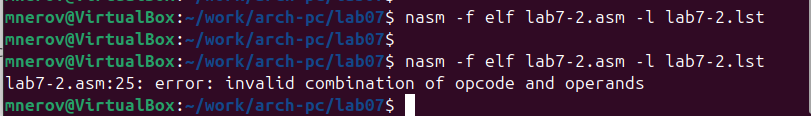 mnerov@VirtualBox:~/work/arch-pc/lab07$ nasm -f elf lab7-2.asm -l lab7-2.lst
mnerov@VirtualBox:~/work/arch-pc/lab07$
mnerov@VirtualBox:~/work/arch-pc/lab07$ nasm -f elf lab7-2.asm -l lab7-2.lst
lab7-2.asm:25: error: invalid combination of opcode and operands
mnerov@VirtualBox:~/work/arch-pc/lab07$